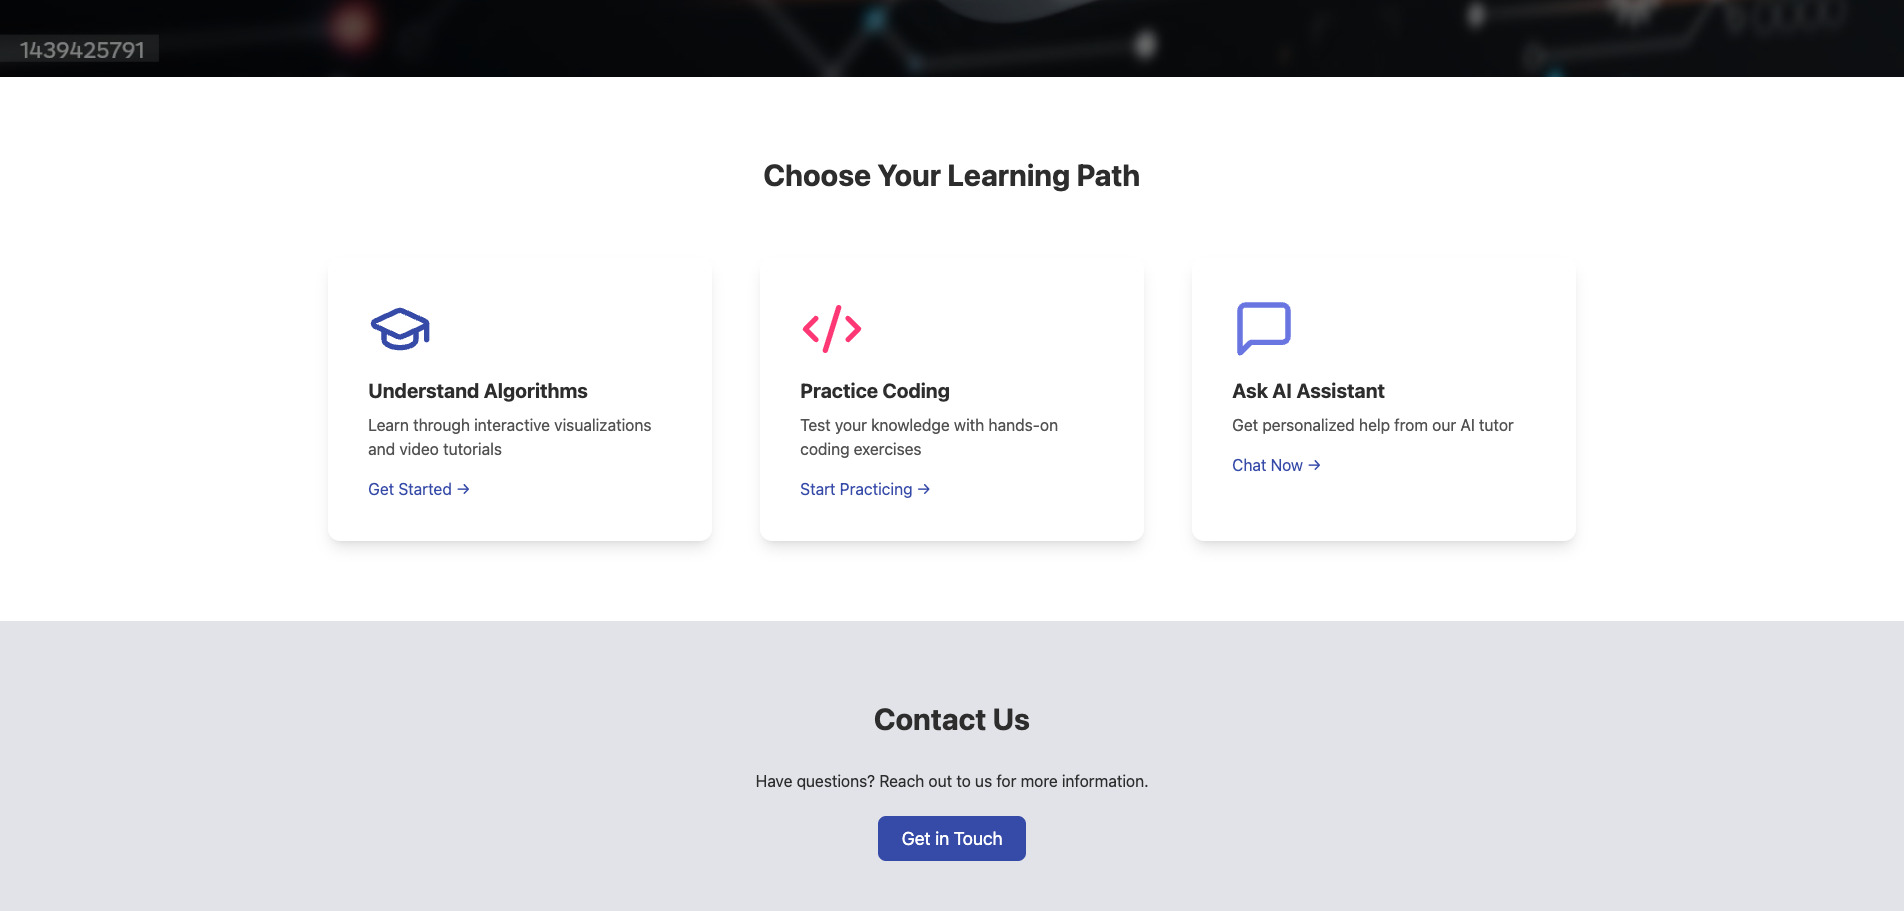 1439425791
Choose Your Learning Path
Understand Algorithms
Learn through interactive visualizations
and video tutorials
Get Started →
Practice Coding
Test your knowledge with hands-on
coding exercises
Start Practicing →
Ask AI Assistant
Get personalized help from our AI tutor
Chat Now →
Contact Us
Have questions? Reach out to us for more information.
Get in Touch